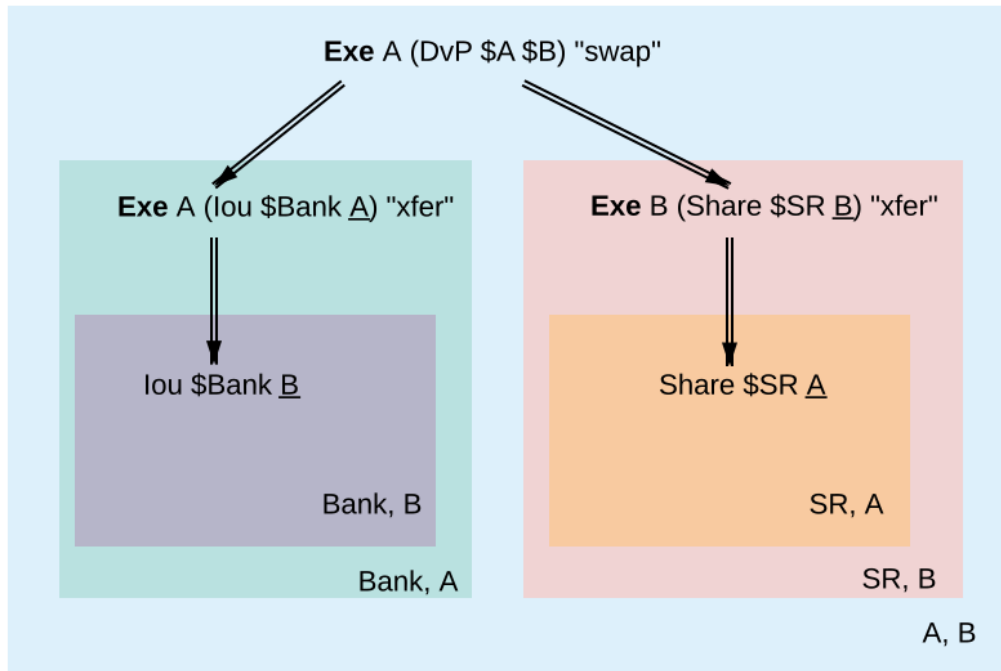 Exe A (DvP $A $B) "swap"
Exe A (Iou $Bank A) "xfer"
Exe B (Share $SR B) "xfer"
Iou $Bank B
Share $SR A
Bank, B
SR, A
Bank, A
SR, B
A, B